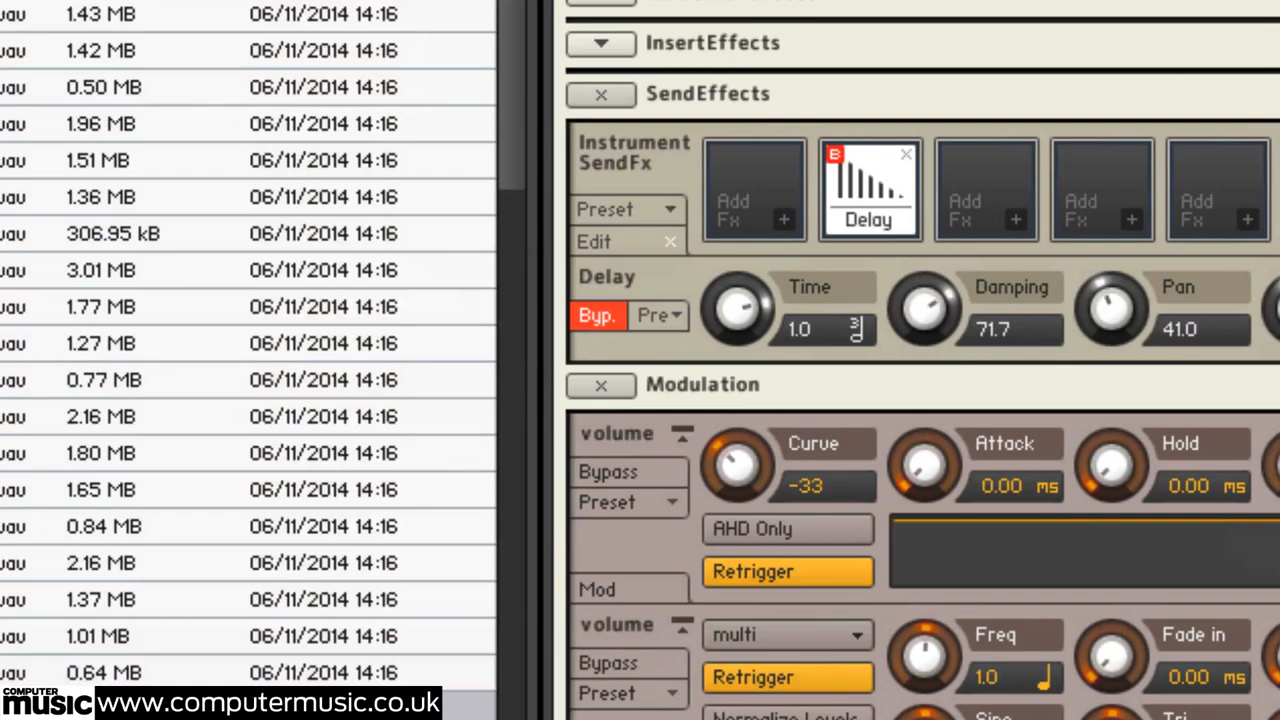 wav 1.43 MB 06/11/2014 14:16
wav 1.42 MB 06/11/2014 14:16
wav 0.50 MB 06/11/2014 14:16
wav 1.96 MB 06/11/2014 14:16
wav 1.51 MB 06/11/2014 14:16
wav 1.36 MB 06/11/2014 14:16
wav 306.95 kB 06/11/2014 14:16
wav 3.01 MB 06/11/2014 14:16
wav 1.77 MB 06/11/2014 14:16
wav 1.27 MB 06/11/2014 14:16
wav 0.77 MB 06/11/2014 14:16
wav 2.16 MB 06/11/2014 14:16
wav 1.80 MB 06/11/2014 14:16
wav 1.65 MB 06/11/2014 14:16
wav 0.84 MB 06/11/2014 14:16
wav 2.16 MB 06/11/2014 14:16
wav 1.37 MB 06/11/2014 14:16
wav 1.01 MB 06/11/2014 14:16
0.64 MB 06/11/2014 14:16
InsertEffects
SendEffects
Instrument
SendFx
Preset
Edit
Add
Fx +
B
Delay
Add
Fx +
Add
Fx +
Add
Fx +
Delay
Byp. Pre
Time
1.0
Damping
71.7
Pan
41.0
Modulation
volume
Bypass
Preset
Mod
Curve
-33
Attack
0.00 ms
Hold
0.00 ms
AHD Only
Retrigger
volume
Bypass
Preset
multi
Retrigger
Normalize Levels
Freq
1.0
Fade in
0.00 ms
Sine
Tri
COMPUTER
music
www.computermusic.co.uk